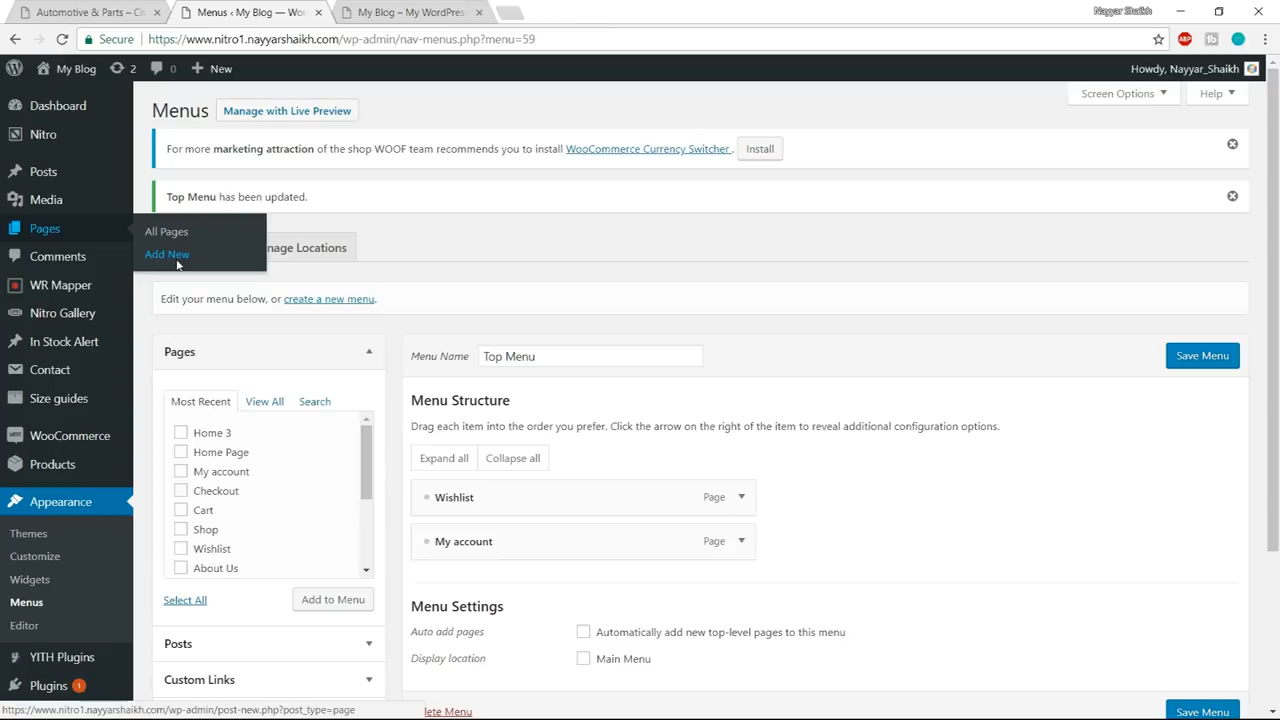 Automotive & Parts – Cit
Menus ‹ My Blog — Wor
My Blog – My WordPres
Nayyar Shaikh
Secure
https://www.nitro1.nayyarshaikh.com/wp-admin/nav-menus.php?menu=59
ABP
My Blog
2
0
New
Howdy, Nayyar_Shaikh
Dashboard
Nitro
Posts
Media
Pages
Comments
WR Mapper
Nitro Gallery
In Stock Alert
Contact
Size guides
WooCommerce
Products
Appearance
Themes
Customize
Widgets
Menus
Editor
YITH Plugins
Plugins 1
All Pages
Add New
Menus
Manage with Live Preview
Screen Options
Help
For more marketing attraction of the shop WOOF team recommends you to install WooCommerce Currency Switcher .
Install
Top Menu has been updated.
nage Locations
Edit your menu below, or create a new menu.
Pages
Most Recent
View All
Search
Home 3
Home Page
My account
Checkout
Cart
Shop
Wishlist
About Us
Select All
Add to Menu
Posts
Custom Links
Menu Name
Top Menu
Save Menu
Menu Structure
Drag each item into the order you prefer. Click the arrow on the right of the item to reveal additional configuration options.
Expand all
Collapse all
Wishlist
Page
My account
Page
Menu Settings
Auto add pages
Automatically add new top-level pages to this menu
Display location
Main Menu
lete Menu
Save Menu
https://www.nitro1.nayyarshaikh.com/wp-admin/post-new.php?post_type=page